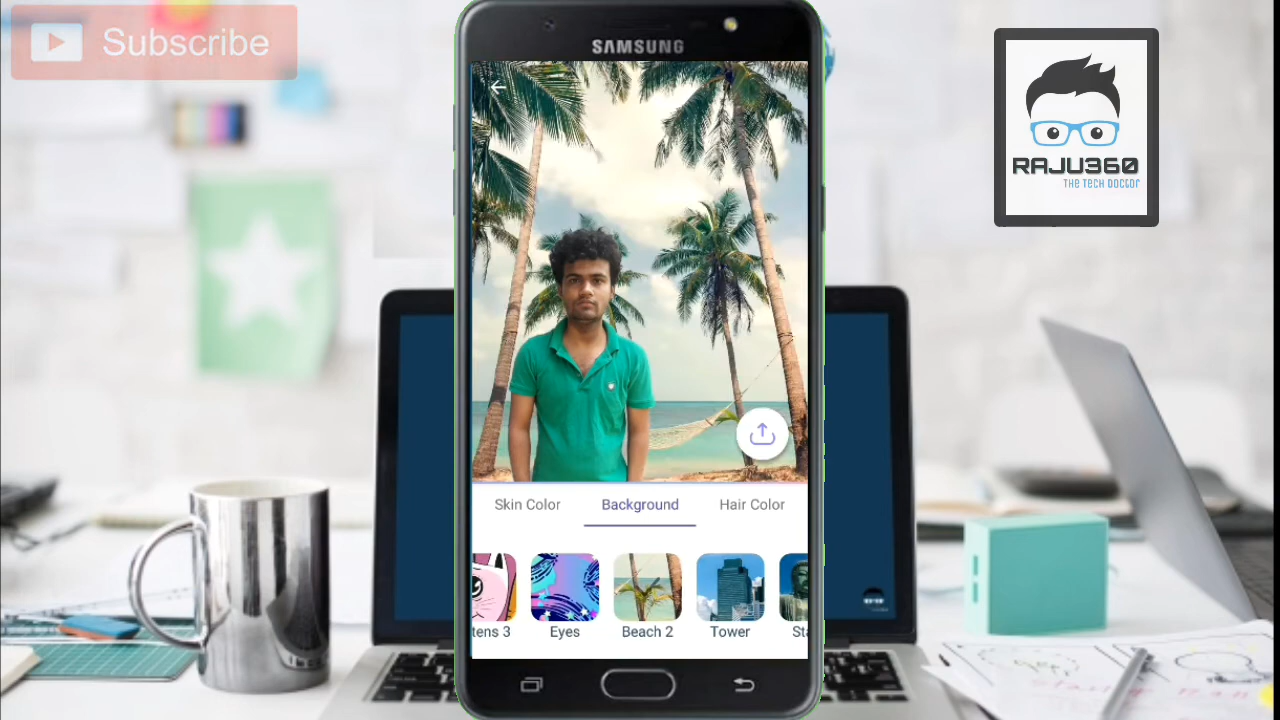 Subscribe
SAMSUNG
RAJU360
THE TECH DOCTOR
Skin Color
Background
Hair Color
tens 3
Eyes
Beach 2
Tower
Sta